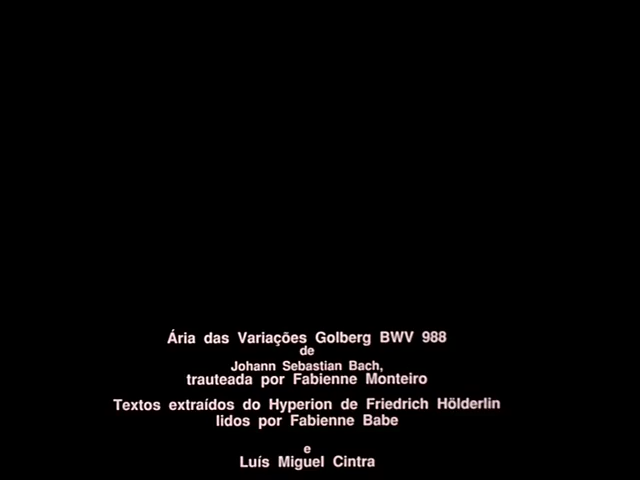 Ária das Variações Golberg BWV 988
de
Johann Sebastian Bach,
trauteada por Fabienne Monteiro
Textos extraídos do Hyperion de Friedrich Hölderlin
lidos por Fabienne Babe
e
Luís Miguel Cintra